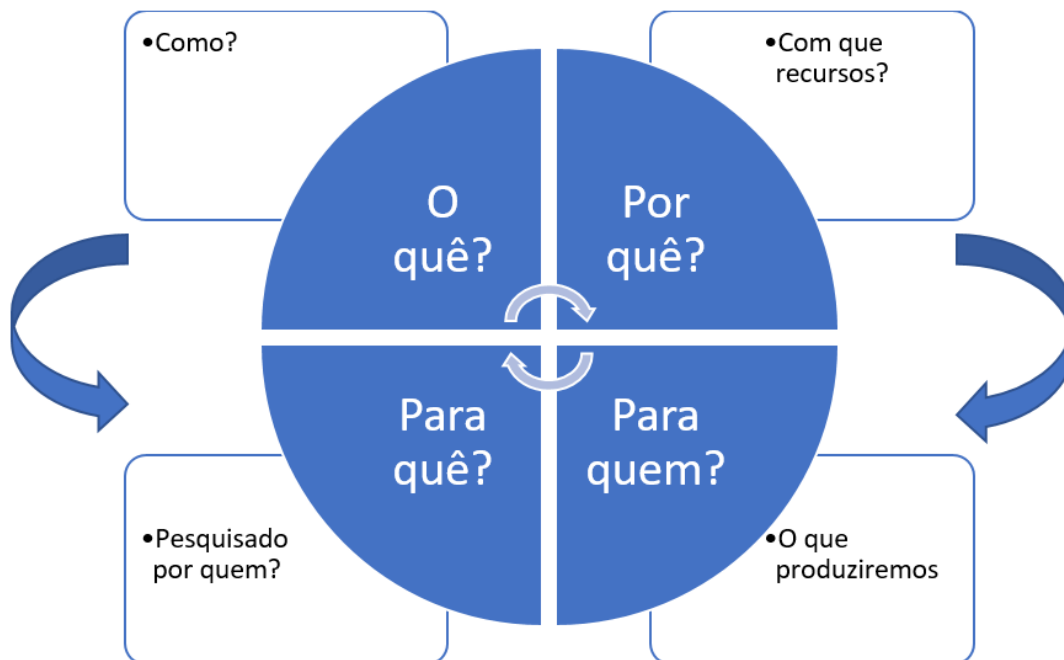 •Como?
•Com que
recursos?
O
quê?
Por
quê?
Para
quê?
Para
quem?
•Pesquisado
por quem?
•O que
produziremos